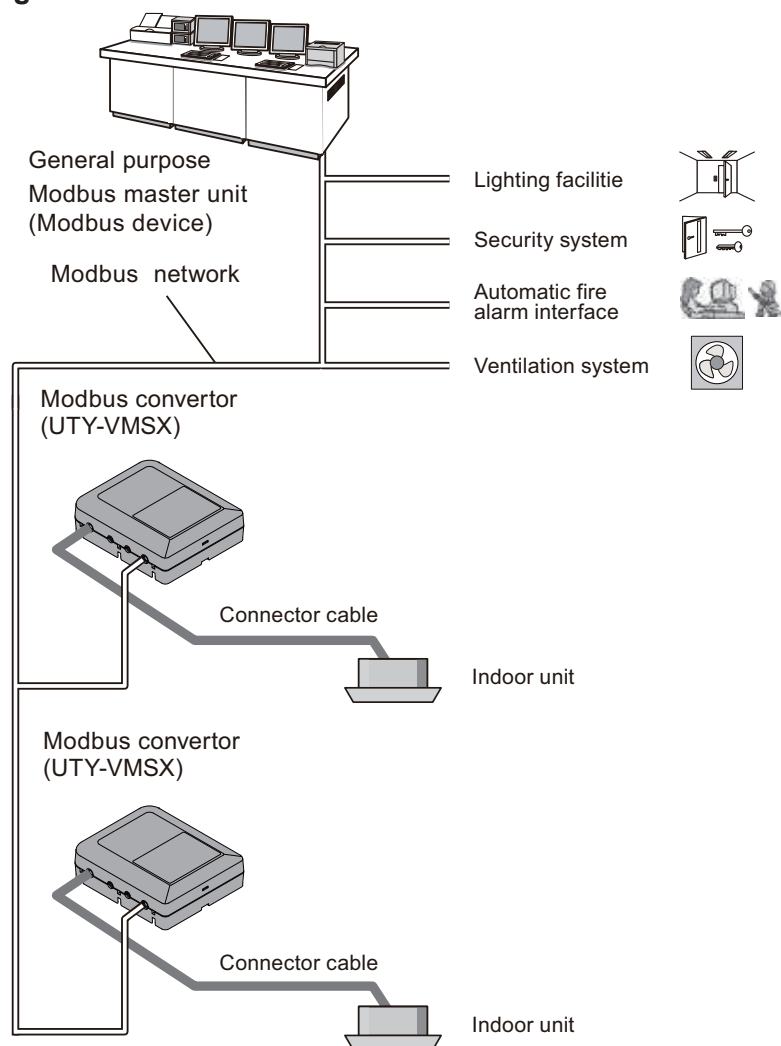 g
General purpose
Modbus master unit
(Modbus device)
Lighting facilitie
Security system
Modbus network
Automatic fire
alarm interface
Ventilation system
Modbus convertor
(UTY-VMSX)
Connector cable
Indoor unit
Modbus convertor
(UTY-VMSX)
Connector cable
Indoor unit